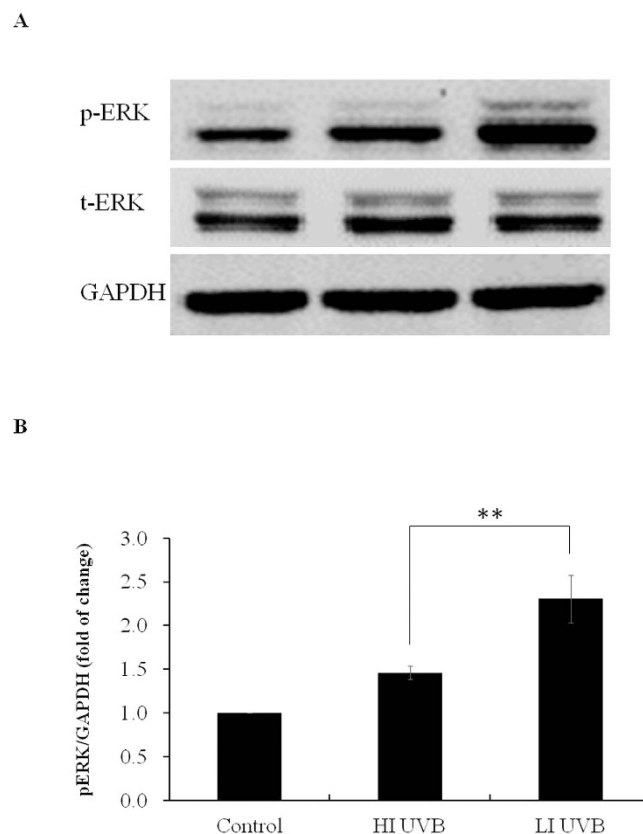 A
p-ERK
t-ERK
GAPDH
B
**
pERK/GAPDH (fold of change)
3.0
2.5
2.0
1.5
1.0
0.5
0.0
Control
HI UVB
LI UVB